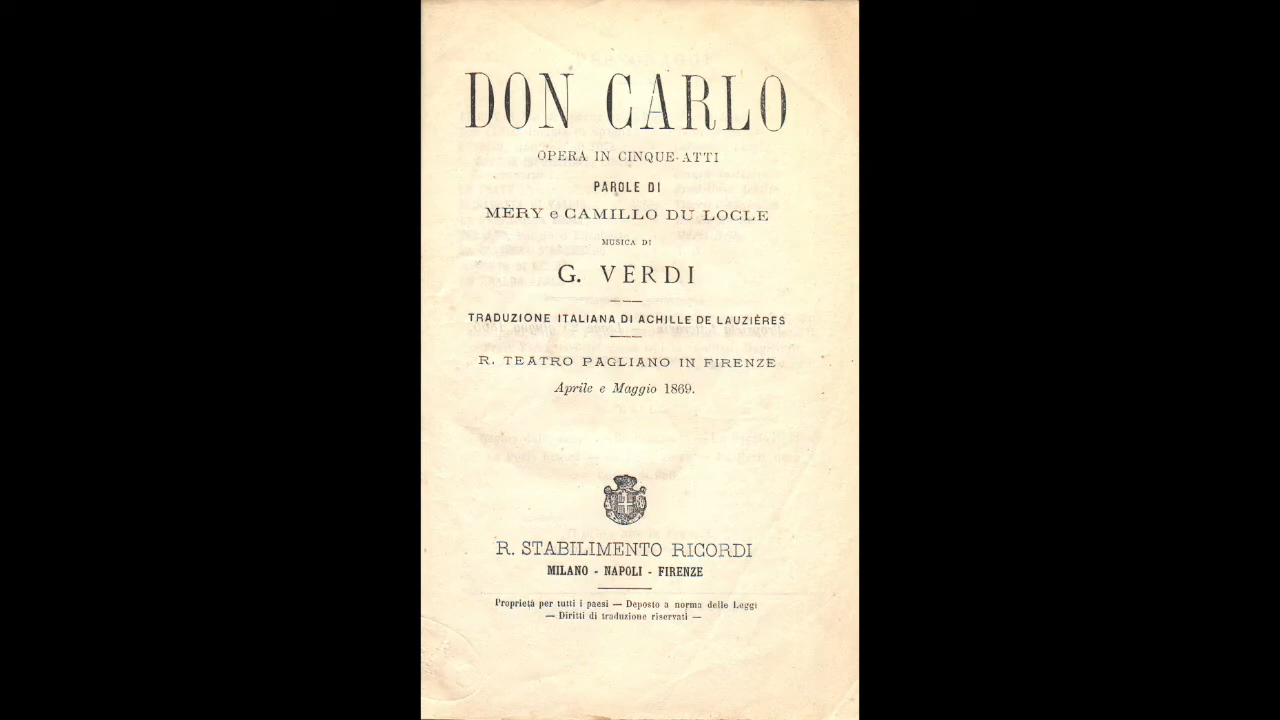 DON CARLO
OPERA IN CINQUE ATTI
PAROLE DI
MERY e CAMILLO DU LOCLE
MUSICA DI
G. VERDI
TRADUZIONE ITALIANA DI ACHILLE DE LAUZIÈRES
R. TEATRO PAGLIANO IN FIRENZE
Aprile e Maggio 1869.
R. STABILIMENTO RICORDI
MILANO - NAPOLI - FIRENZE
Proprietà per tutti i paesi — Deposto a norma delle Leggi
— Diritti di traduzione riservati —